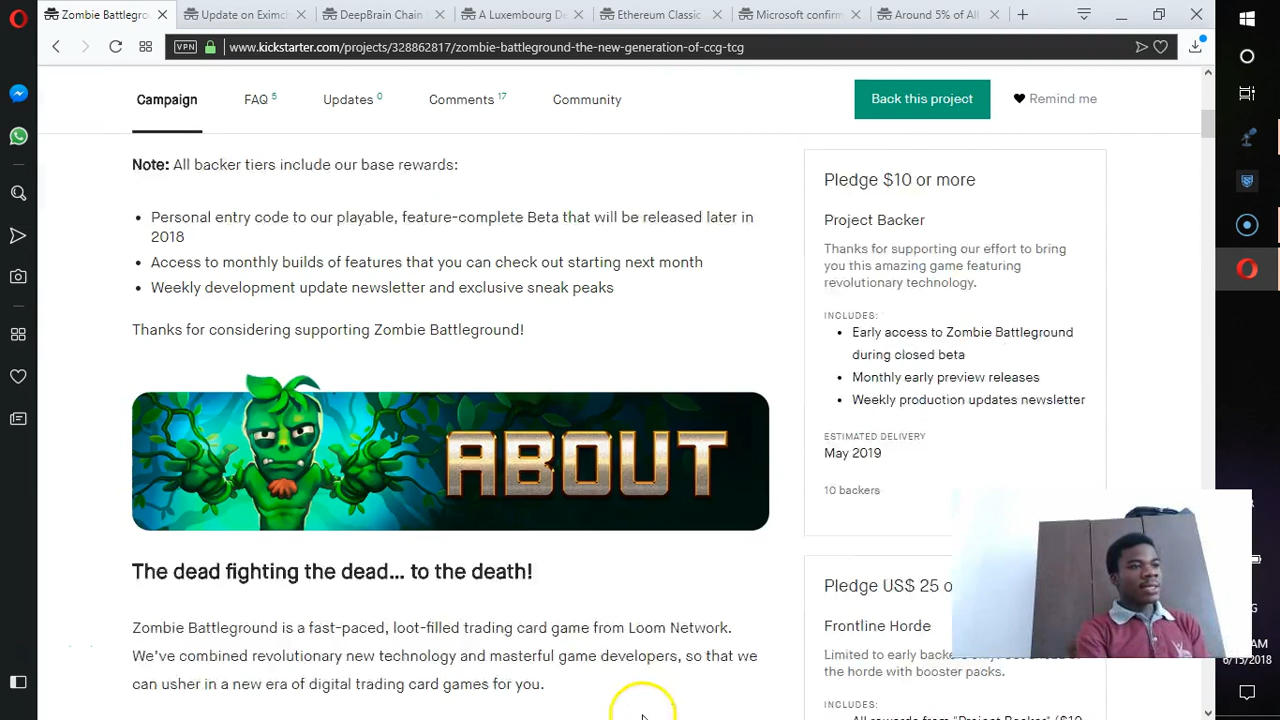 Zombie Battlegro
Update on Eximch
DeepBrain Chain
A Luxembourg De
Ethereum Classic
Microsoft confirm
Around 5% of All
VPN
www.kickstarter.com/projects/328862817/zombie-battleground-the-new-generation-of-ccg-tcg
Campaign
FAQ 5
Updates 0
Comments 17
Community
Back this project
Remind me
Note: All backer tiers include our base rewards:
• Personal entry code to our playable, feature-complete Beta that will be released later in
2018
• Access to monthly builds of features that you can check out starting next month
• Weekly development update newsletter and exclusive sneak peaks
Thanks for considering supporting Zombie Battleground!
ABOUT
The dead fighting the dead... to the death!
Zombie Battleground is a fast-paced, loot-filled trading card game from Loom Network.
We've combined revolutionary new technology and masterful game developers, so that we
can usher in a new era of digital trading card games for you.
Pledge $10 or more
Project Backer
Thanks for supporting our effort to bring
you this amazing game featuring
revolutionary technology.
INCLUDES:
• Early access to Zombie Battleground
during closed beta
• Monthly early preview releases
• Weekly production updates newsletter
ESTIMATED DELIVERY
May 2019
10 backers
Pledge US$ 25 o
Frontline Horde
Limited to early backe
the horde with booster packs.
INCLUDES:
AM
6/15/2018